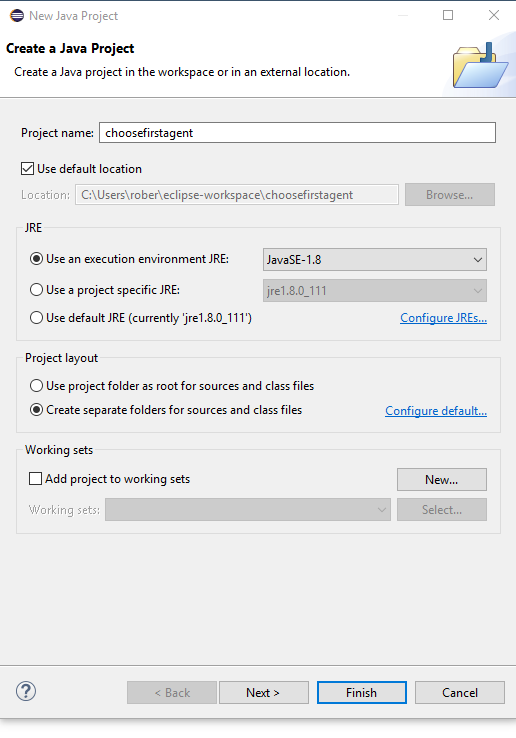 New Java Project
Create a Java Project
Create a Java project in the workspace or in an external location.
Project name: choosefirstagent
Use default location
Location: C:\Users\rober\eclipse-workspace\choosefirstagent Browse...
JRE
Use an execution environment JRE: JavaSE-1.8
Use a project specific JRE: jre1.8.0_111
Use default JRE (currently 'jre1.8.0_111') Configure JREs...
Project layout
Use project folder as root for sources and class files
Create separate folders for sources and class files Configure default...
Working sets
Add project to working sets New...
Working sets: Select...
? < Back Next > Finish Cancel